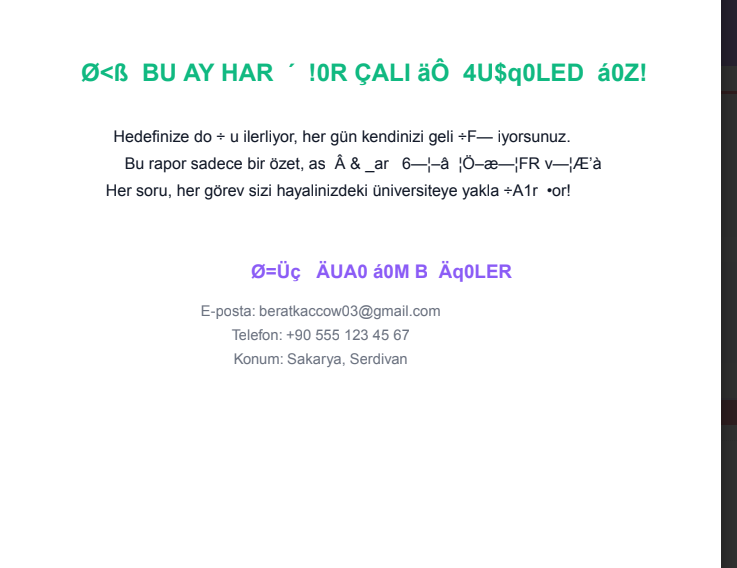 Ø<ß BU AY HAR ´ !0R ÇALI äÔ 4U$q0LED á0Z!
Hedefinize do ÷ u ilerliyor, her gün kendinizi geli ÷F— iyorsunuz.
Bu rapor sadece bir özet, as  & _ar 6—¦–â ¦Ö–æ—¦FR v—¦Æ’à
Her soru, her görev sizi hayalinizdeki üniversiteye yakla ÷A1r •or!
Ø=Üç ÄUA0 á0M B Äq0LER
E-posta: beratkaccow03@gmail.com
Telefon: +90 555 123 45 67
Konum: Sakarya, Serdivan